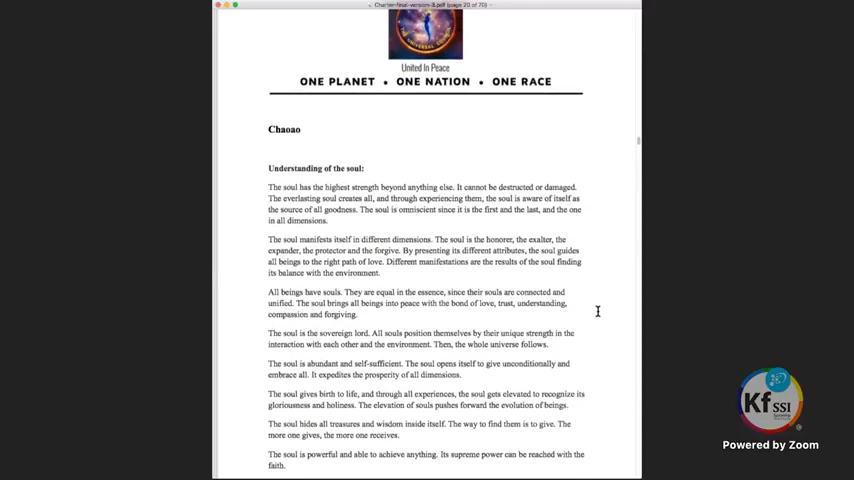 Charter-final-version-8.pdf (page 20 of 70)
THE UNIVERSAL COUNCIL
United In Peace
ONE PLANET • ONE NATION • ONE RACE
Chaoao
Understanding of the soul:
The soul has the highest strength beyond anything else. It cannot be destructed or damaged.
The everlasting soul creates all, and through experiencing them, the soul is aware of itself as
the source of all goodness. The soul is omniscient since it is the first and the last, and the one
in all dimensions.
The soul manifests itself in different dimensions. The soul is the honorer, the exalter, the
expander, the protector and the forgive. By presenting its different attributes, the soul guides
all beings to the right path of love. Different manifestations are the results of the soul finding
its balance with the environment.
All beings have souls. They are equal in the essence, since their souls are connected and
unified. The soul brings all beings into peace with the bond of love, trust, understanding,
compassion and forgiving.
The soul is the sovereign lord. All souls position themselves by their unique strength in the
interaction with each other and the environment. Then, the whole universe follows.
The soul is abundant and self-sufficient. The soul opens itself to give unconditionally and
embrace all. It expedites the prosperity of all dimensions.
The soul gives birth to life, and through all experiences, the soul gets elevated to recognize its
gloriousness and holiness. The elevation of souls pushes forward the evolution of beings.
The soul hides all treasures and wisdom inside itself. The way to find them is to give. The
more one gives, the more one receives.
The soul is powerful and able to achieve anything. Its supreme power can be reached with the
faith.
Kf SSI
Powered by Zoom